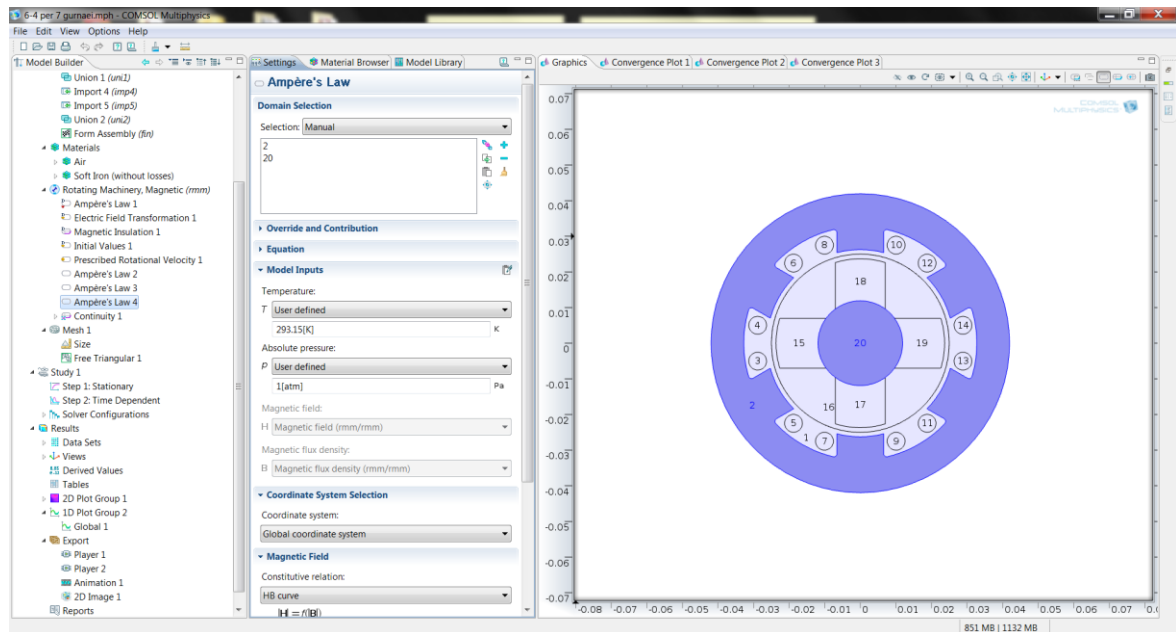 6-4 per 7 gurnaei.mph - COMSOL Multiphysics
File Edit View Options Help
Model Builder
Union 1 (uni1)
Import 4 (imp4)
Import 5 (imp5)
Union 2 (uni2)
Form Assembly (fin)
Materials
Air
Soft Iron (without losses)
Rotating Machinery, Magnetic (rmm)
Ampère's Law 1
Electric Field Transformation 1
Magnetic Insulation 1
Initial Values 1
Prescribed Rotational Velocity 1
Ampère's Law 2
Ampère's Law 3
Ampère's Law 4
Continuity 1
Mesh 1
Size
Free Triangular 1
Study 1
Step 1: Stationary
Step 2: Time Dependent
Solver Configurations
Results
Data Sets
Views
Derived Values
Tables
2D Plot Group 1
1D Plot Group 2
Global 1
Export
Player 1
Player 2
Animation 1
2D Image 1
Reports
Settings Material Browser Model Library
Ampère's Law
Domain Selection
Selection: Manual
2
20
Override and Contribution
Equation
Model Inputs
Temperature:
T User defined
293.15[K] K
Absolute pressure:
P User defined
1[atm] Pa
Magnetic field:
H Magnetic field (rmm/rmm)
Magnetic flux density:
B Magnetic flux density (rmm/rmm)
Coordinate System Selection
Coordinate system:
Global coordinate system
Magnetic Field
Constitutive relation:
HB curve
|H| = f(|B|)
Graphics Convergence Plot 1 Convergence Plot 2 Convergence Plot 3
COMSOL
MULTIPHYSICS
0.07
0.06
0.05
0.04
0.03
0.02
0.01
0
-0.01
-0.02
-0.03
-0.04
-0.05
-0.06
-0.07
8 10
6 12
18
4 14
15 20 19
3 13
2 16 17
5 11
1 7 9
-0.08 -0.07 -0.06 -0.05 -0.04 -0.03 -0.02 -0.01 0 0.01 0.02 0.03 0.04 0.05 0.06 0.07
851 MB | 1132 MB